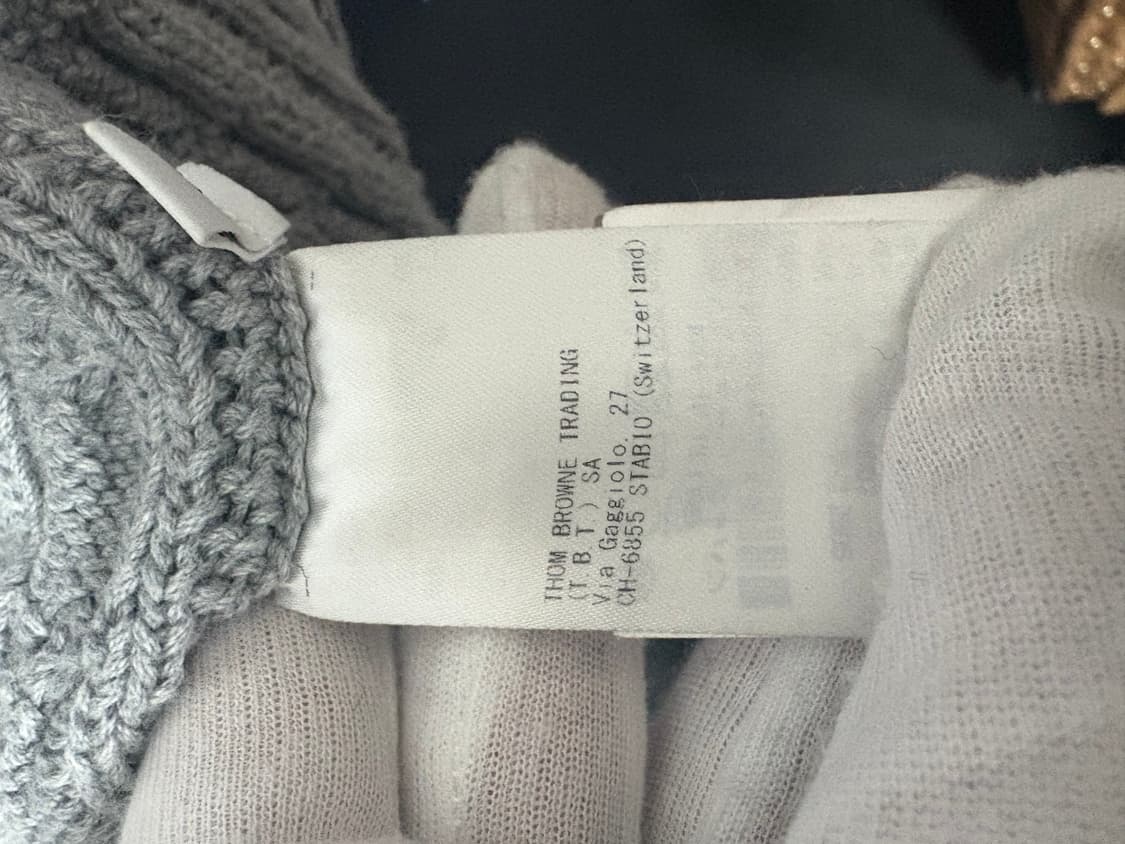 THOM BROWNE TRADING
(T.B.T.) SA
Via Gaggiolo, 27
CH-6855 STABIO (Switzerland)